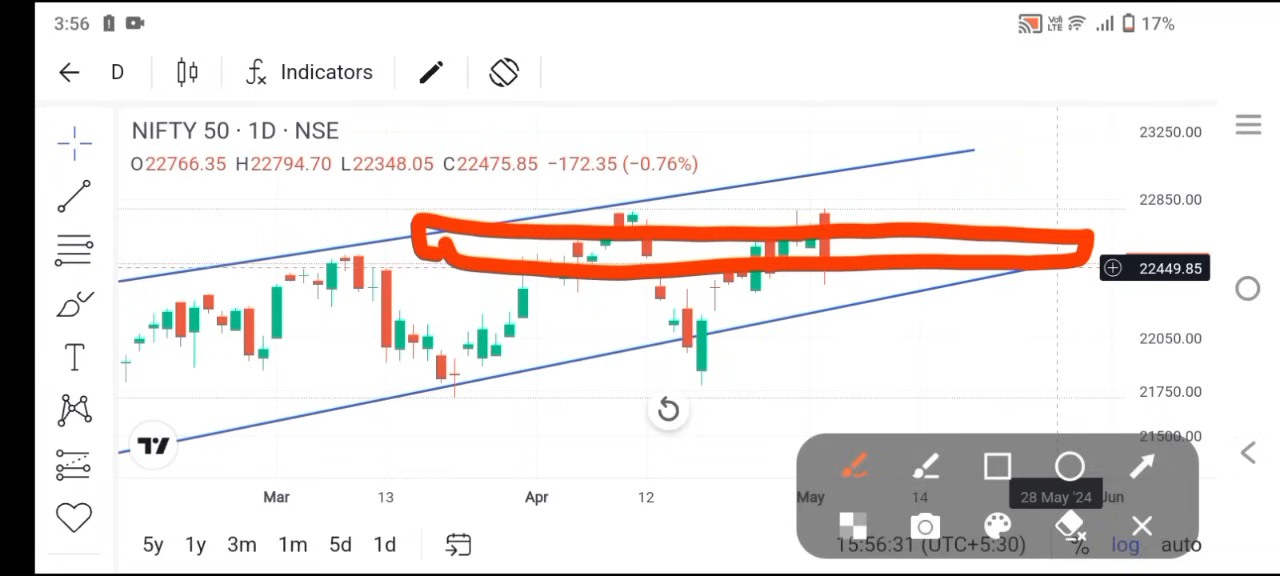 3:56 Vo) LTE 17%
D Indicators
NIFTY 50 · 1D · NSE
O22766.35 H22794.70 L22348.05 C22475.85 −172.35 (−0.76%)
23250.00
22850.00
22449.85
22050.00
21750.00
21500.00
Mar 13 Apr 12 May 14 28 May '24 Jun
5y 1y 3m 1m 5d 1d 15:56:31 (UTC+5:30) % log auto